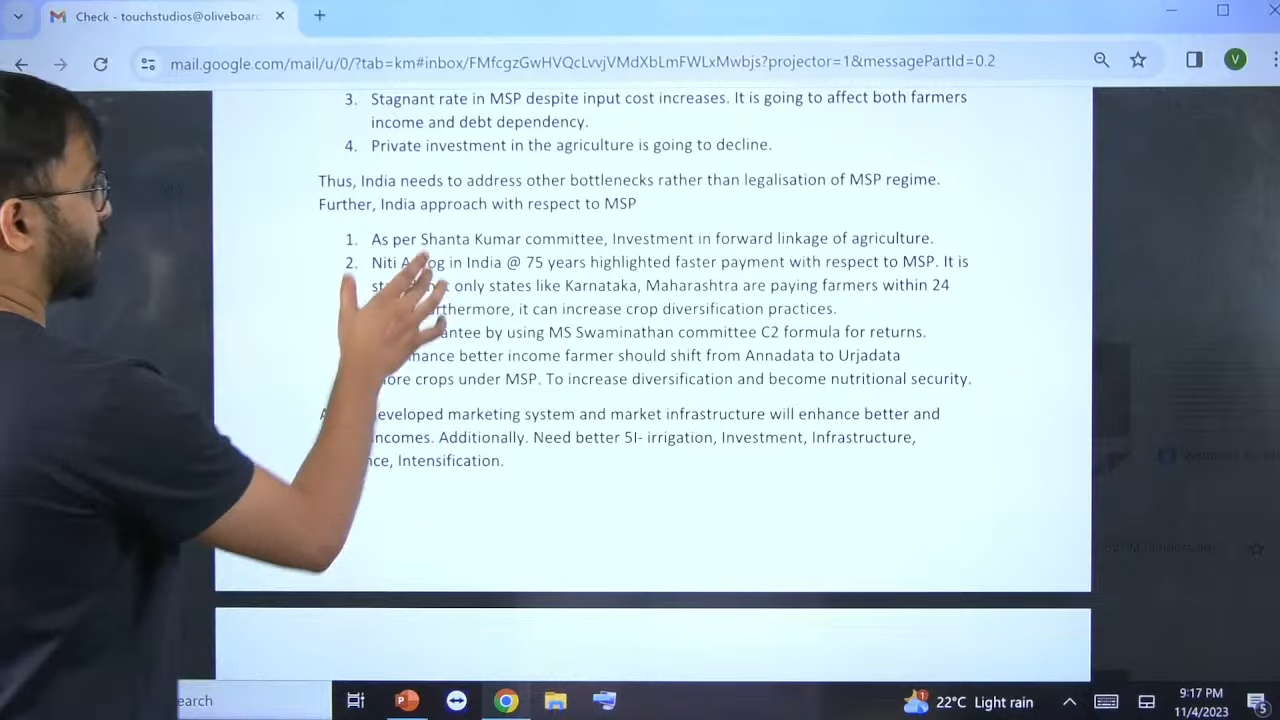 Check - touchstudios@oliveboar
mail.google.com/mail/u/0/?tab=km#inbox/FMfcgzGwHVQcLvvjVMdXbLmFWLxMwbjs?projector=1&messagePartId=0.2
V
3. Stagnant rate in MSP despite input cost increases. It is going to affect both farmers
income and debt dependency.
4. Private investment in the agriculture is going to decline.
Thus, India needs to address other bottlenecks rather than legalisation of MSP regime.
Further, India approach with respect to MSP
1. As per Shanta Kumar committee, Investment in forward linkage of agriculture.
2. Niti in India @ 75 years highlighted faster payment with respect to MSP. It is
only states like Karnataka, Maharashtra are paying farmers within 24
it can increase crop diversification practices.
by using MS Swaminathan committee C2 formula for returns.
better income farmer should shift from Annadata to Urjadata
crops under MSP. To increase diversification and become nutritional security.
marketing system and market infrastructure will enhance better and
Additionally. Need better 5I- irrigation, Investment, Infrastructure,
Intensification.
earch
1
22°C Light rain
9:17 PM
11/4/2023
5